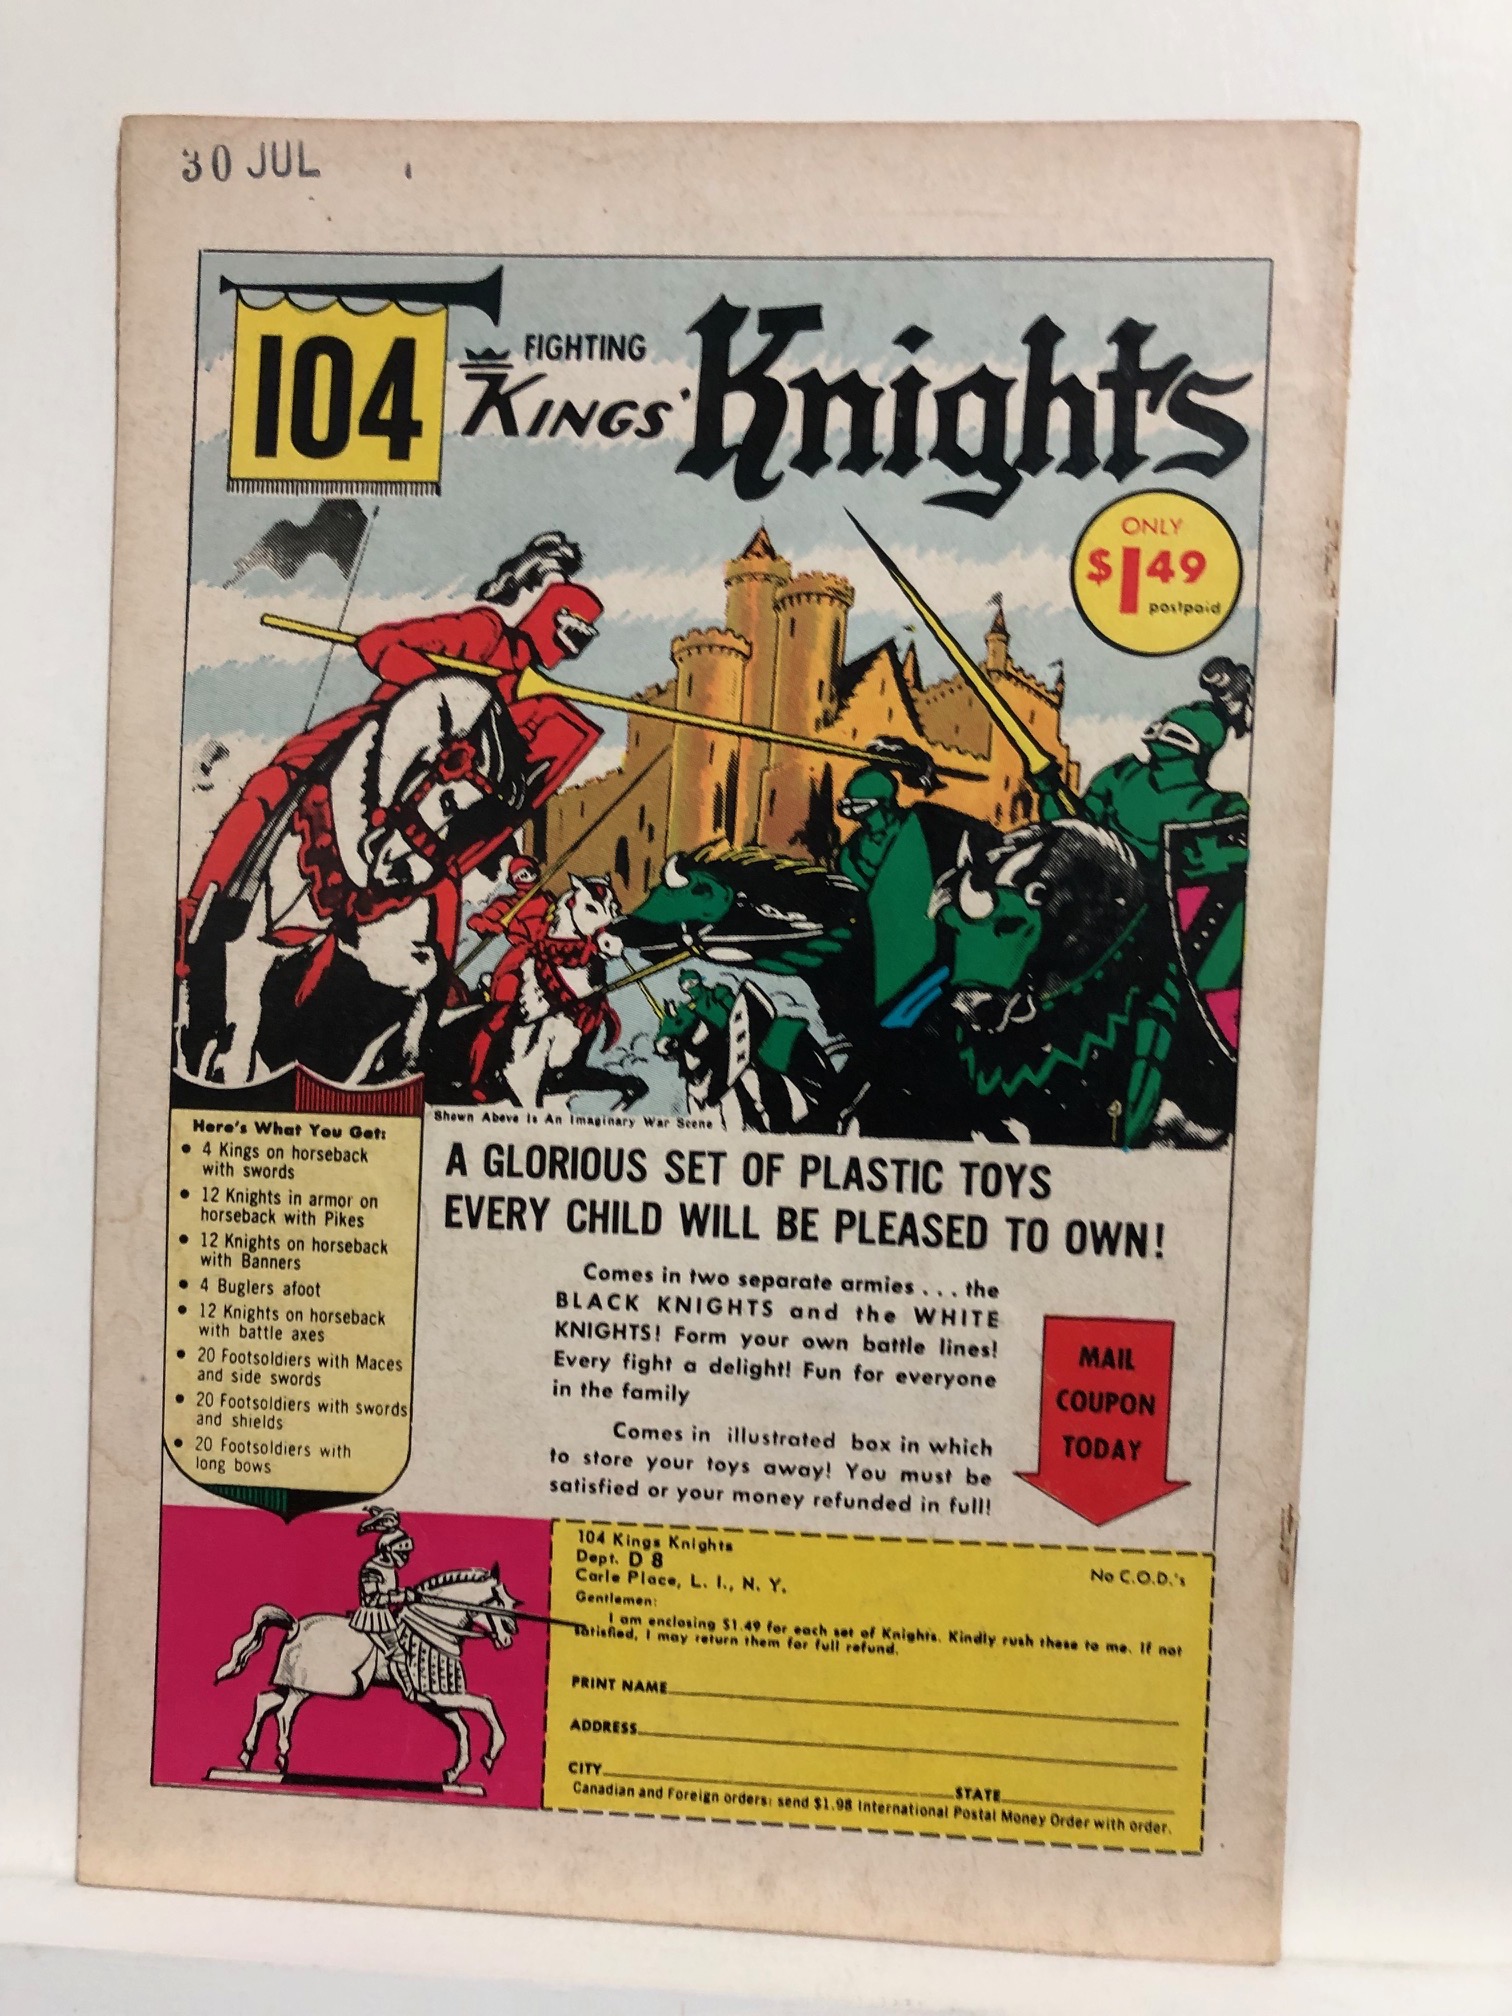 30 JUL
104
FIGHTING
KINGS' Knights
ONLY
$1.49
postpaid
Shown Above Is An Imaginary War Scene
Here's What You Get:
• 4 Kings on horseback
with swords
• 12 Knights in armor on
horseback with Pikes
• 12 Knights on horseback
with Banners
• 4 Buglers afoot
• 12 Knights on horseback
with battle axes
• 20 Footsoldiers with Maces
and side swords
• 20 Footsoldiers with swords
and shields
• 20 Footsoldiers with
long bows
A GLORIOUS SET OF PLASTIC TOYS
EVERY CHILD WILL BE PLEASED TO OWN!
Comes in two separate armies . . . the
BLACK KNIGHTS and the WHITE
KNIGHTS! Form your own battle lines!
Every fight a delight! Fun for everyone
in the family
Comes in illustrated box in which
to store your toys away! You must be
satisfied or your money refunded in full!
MAIL
COUPON
TODAY
104 Kings Knights
Dept. D 8
Carle Place, L. I., N. Y.
No C.O.D.'s
Gentlemen:
I am enclosing $1.49 for each set of Knights. Kindly rush these to me. If not
satisfied, I may return them for full refund.
PRINT NAME
ADDRESS
CITY STATE
Canadian and Foreign orders: send $1.98 International Postal Money Order with order.